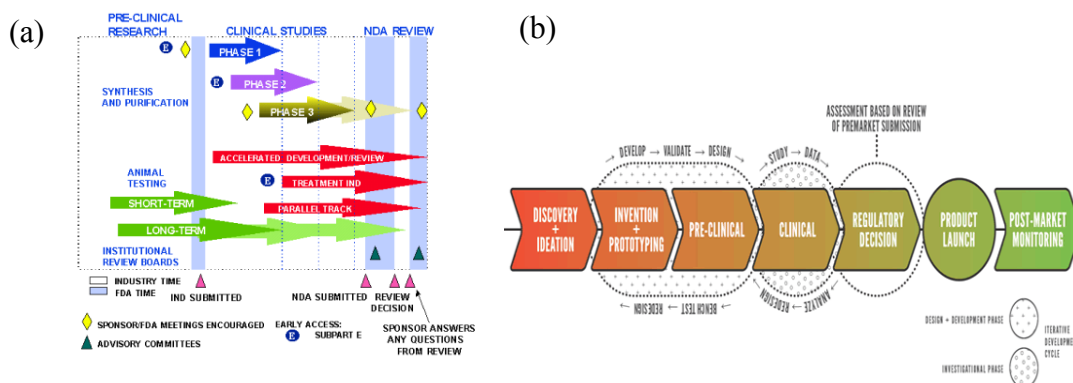 (a)
PRE-CLINICAL
RESEARCH
CLINICAL STUDIES
NDA REVIEW
E
PHASE 1
E
PHASE 2
SYNTHESIS
AND PURIFICATION
PHASE 3
ACCELERATED DEVELOPMENT/REVIEW
ANIMAL
TESTING
E
TREATMENT IND
SHORT-TERM
PARALLEL TRACK
LONG-TERM
INSTITUTIONAL
REVIEW BOARDS
INDUSTRY TIME
FDA TIME
IND SUBMITTED
NDA SUBMITTED
REVIEW
DECISION
SPONSOR/FDA MEETINGS ENCOURAGED
EARLY ACCESS:
E SUBPART E
ADVISORY COMMITTEES
SPONSOR ANSWERS
ANY QUESTIONS
FROM REVIEW
(b)
ASSESSMENT BASED ON REVIEW
OF PREMARKET SUBMISSION
DEVELOP → VALIDATE → DESIGN →
STUDY → DATA
DISCOVERY
+
IDEATION
INVENTION
+
PROTOTYPING
PRE-CLINICAL
CLINICAL
REGULATORY
DECISION
PRODUCT
LAUNCH
POST-MARKET
MONITORING
BENCH TEST
REDESIGN
ANALYZE
REDESIGN
DESIGN + DEVELOPMENT PHASE
ITERATIVE
DEVELOPMEN
CYCLE
INVESTIGATIONAL PHASE